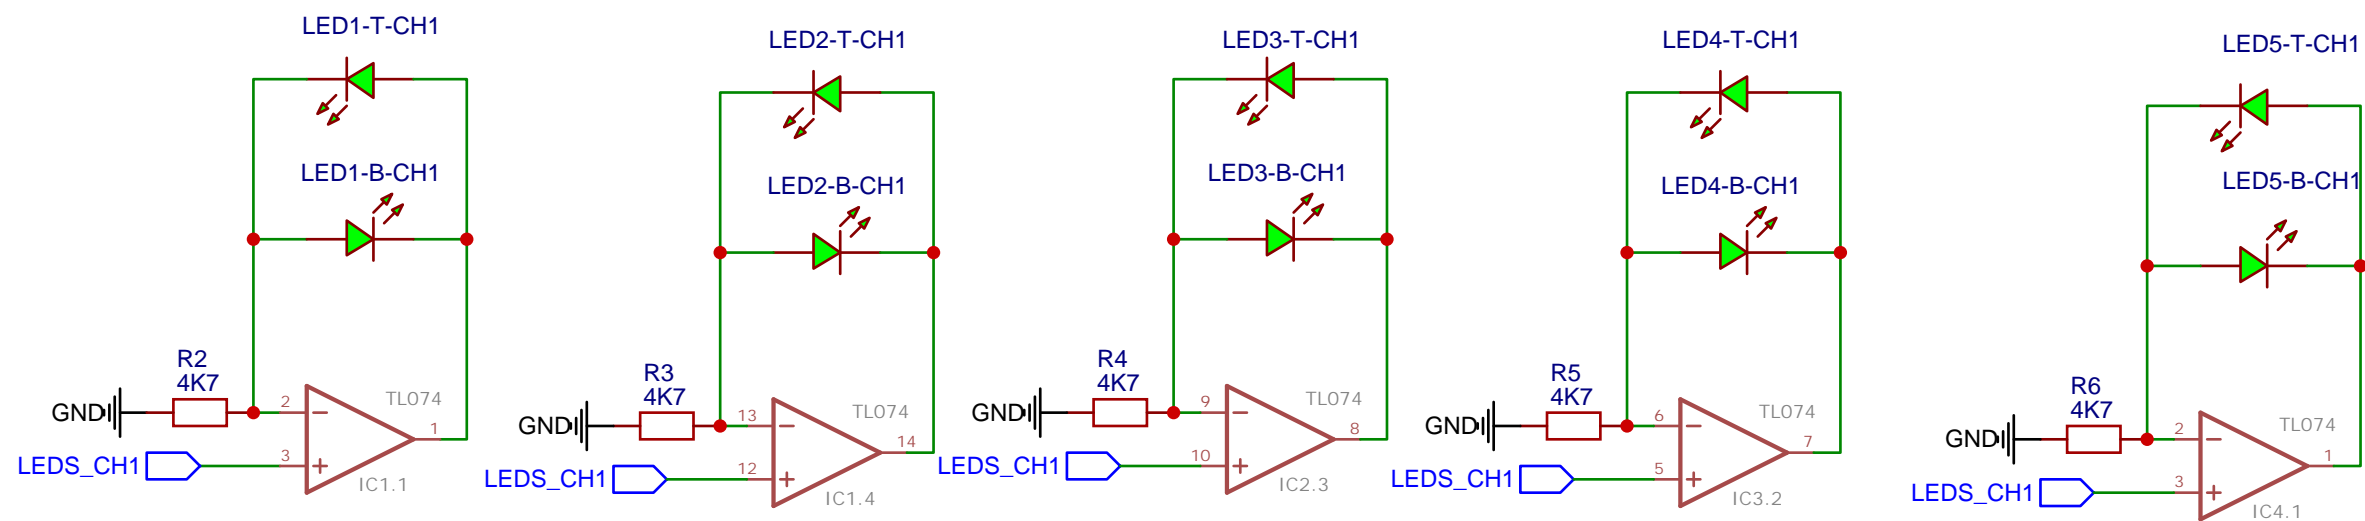 LED1-T-CH1
LED1-B-CH1
R2
4K7
GND
2
3
1
TL074
LEDS_CH1
IC1.1
LED2-T-CH1
LED2-B-CH1
R3
4K7
GND
13
12
14
TL074
LEDS_CH1
IC1.4
LED3-T-CH1
LED3-B-CH1
R4
4K7
GND
9
10
8
TL074
LEDS_CH1
IC2.3
LED4-T-CH1
LED4-B-CH1
R5
4K7
GND
6
5
7
TL074
LEDS_CH1
IC3.2
LED5-T-CH1
LED5-B-CH1
R6
4K7
GND
2
3
1
TL074
LEDS_CH1
IC4.1